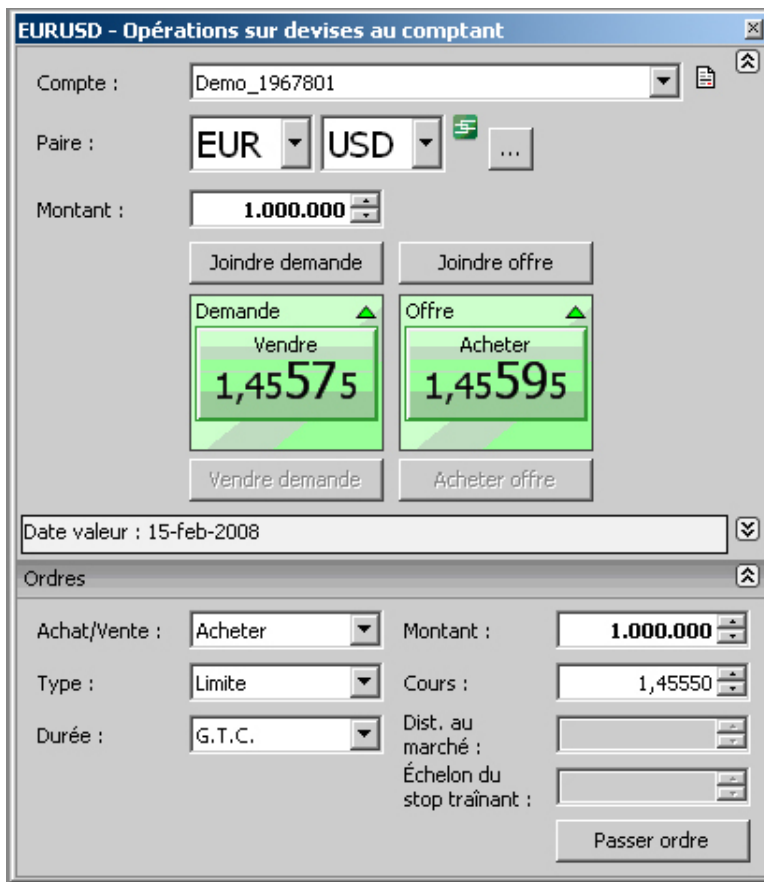 EURUSD - Opérations sur devises au comptant
Compte : Demo_1967801
Paire : EUR USD ...
Montant : 1.000.000
Joindre demande Joindre offre
Demande Offre
Vendre Acheter
1,45575 1,45595
Vendre demande Acheter offre
Date valeur : 15-feb-2008
Ordres
Achat/Vente : Acheter Montant : 1.000.000
Type : Limite Cours : 1,45550
Durée : G.T.C. Dist. au
marché :
Échelon du
stop traînant :
Passer ordre